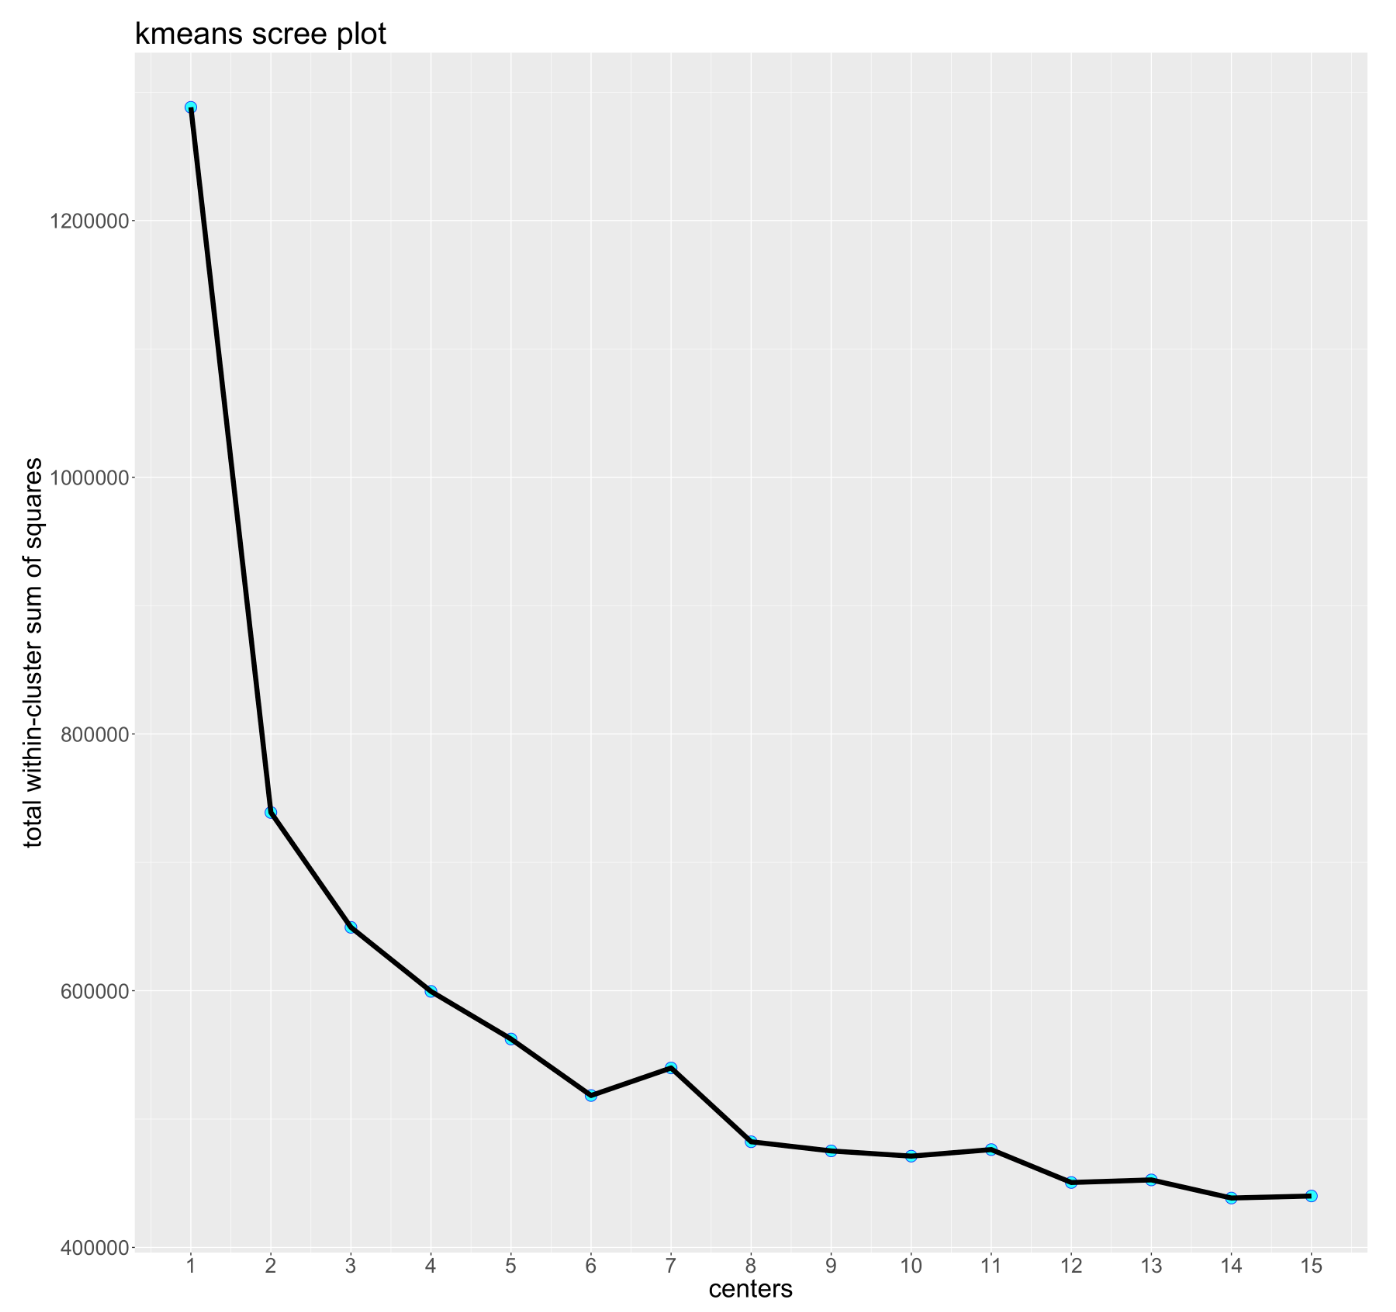 kmeans scree plot
total within-cluster sum of squares
1200000
1000000
800000
600000
400000
1 2 3 4 5 6 7 8 9 10 11 12 13 14 15
centers